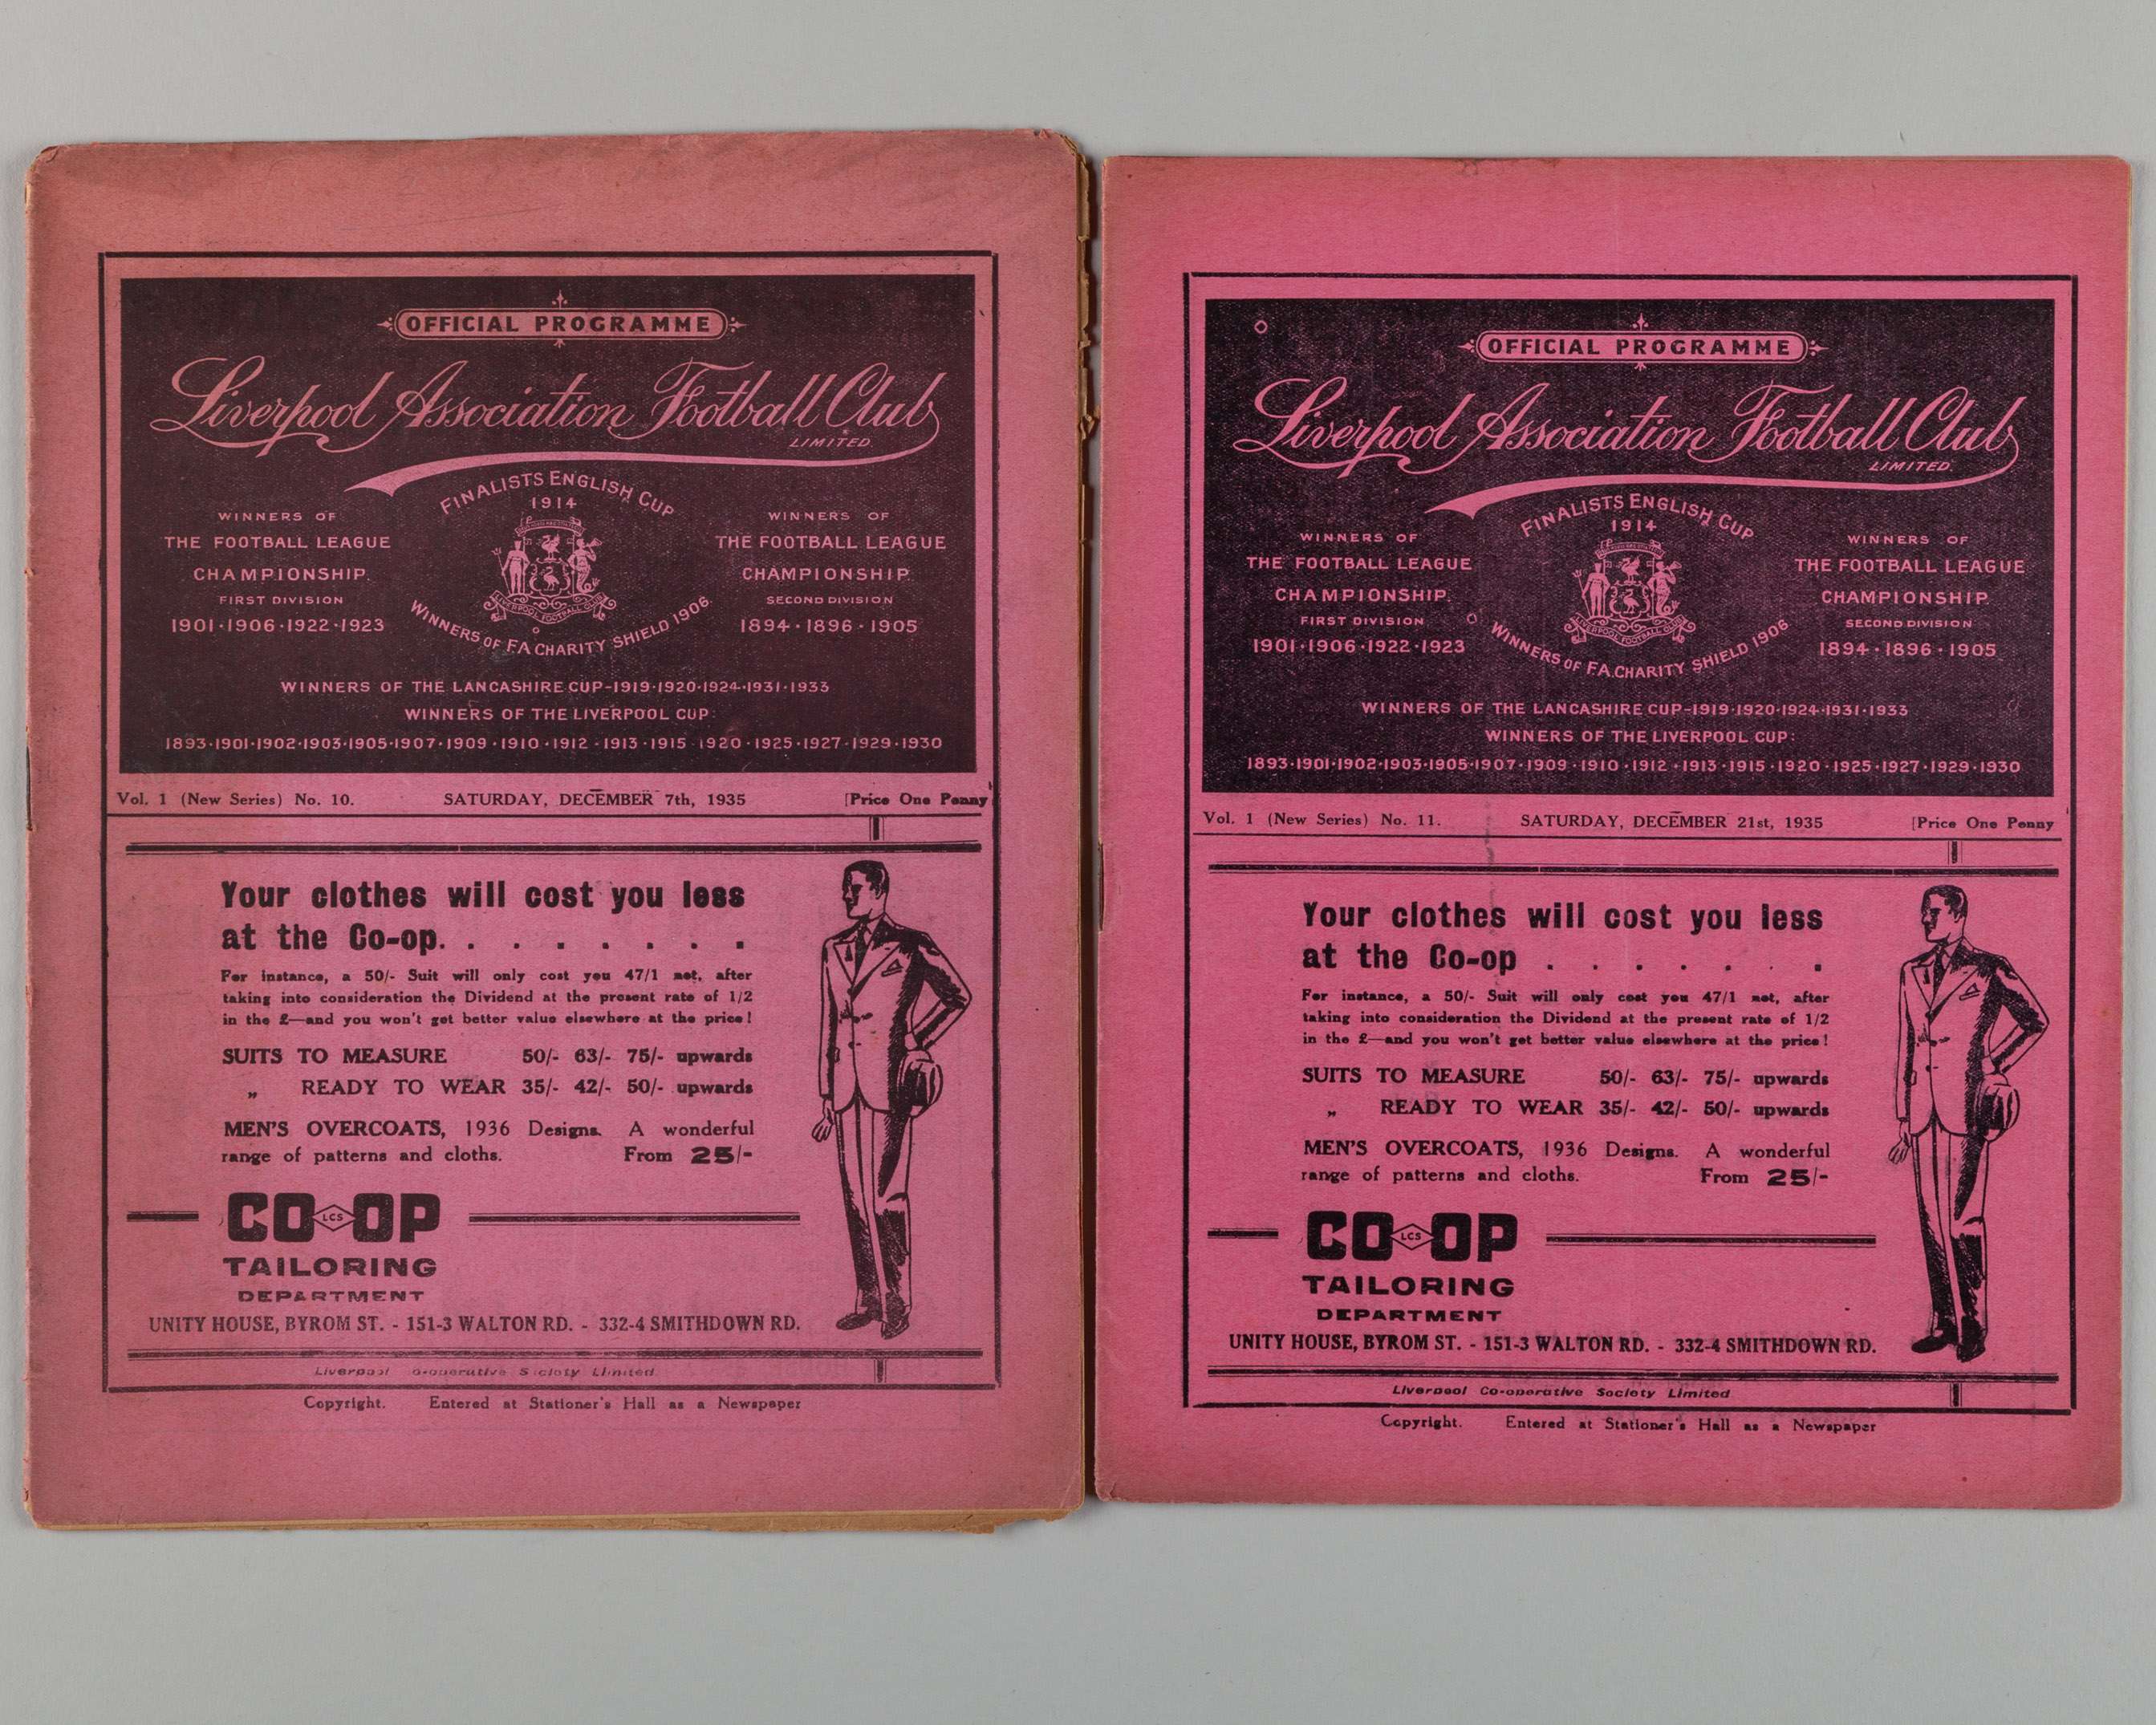 OFFICIAL PROGRAMME
Liverpool Association Football Club
LIMITED.
FINALISTS ENGLISH CUP
1914
WINNERS OF
THE FOOTBALL LEAGUE
CHAMPIONSHIP.
FIRST DIVISION
1901·1906·1922·1923
LIVERPOOL FOOTBALL CLUB
WINNERS OF F.A CHARITY SHIELD 1906.
WINNERS OF
THE FOOTBALL LEAGUE
CHAMPIONSHIP.
SECOND DIVISION
1894·1896·1905
WINNERS OF THE LANCASHIRE CUP-1919·1920·1924·1931·1933
WINNERS OF THE LIVERPOOL CUP:
1893·1901·1902·1903·1905·1907·1909·1910·1912·1913·1915·1920·1925·1927·1929·1930
Vol. 1 (New Series) No. 10. SATURDAY, DECEMBER 7th, 1935 [Price One Penny
Your clothes will cost you less
at the Co-op. . . . . . . .
For instance, a 50/- Suit will only cost you 47/1 net, after
taking into consideration the Dividend at the present rate of 1/2
in the £—and you won't get better value elsewhere at the price!
SUITS TO MEASURE 50/- 63/- 75/- upwards
„ READY TO WEAR 35/- 42/- 50/- upwards
MEN'S OVERCOATS, 1936 Designs. A wonderful
range of patterns and cloths. From 25/-
CO LCS OP
TAILORING
DEPARTMENT
UNITY HOUSE, BYROM ST. - 151-3 WALTON RD. - 332-4 SMITHDOWN RD.
Liverpool Co-operative Society Limited
Copyright. Entered at Stationer's Hall as a Newspaper
OFFICIAL PROGRAMME
Liverpool Association Football Club
LIMITED.
FINALISTS ENGLISH CUP
1914
WINNERS OF
THE FOOTBALL LEAGUE
CHAMPIONSHIP.
FIRST DIVISION
1901·1906·1922·1923
LIVERPOOL FOOTBALL CLUB
WINNERS OF F.A. CHARITY SHIELD 1906.
WINNERS OF
THE FOOTBALL LEAGUE
CHAMPIONSHIP.
SECOND DIVISION
1894·1896·1905
WINNERS OF THE LANCASHIRE CUP-1919·1920·1924·1931·1933
WINNERS OF THE LIVERPOOL CUP:
1893·1901·1902·1903·1905·1907·1909·1910·1912·1913·1915·1920·1925·1927·1929·1930
Vol. 1 (New Series) No. 11. SATURDAY, DECEMBER 21st, 1935 [Price One Penny
Your clothes will cost you less
at the Co-op . . . . . . .
For instance, a 50/- Suit will only cost you 47/1 net, after
taking into consideration the Dividend at the present rate of 1/2
in the £—and you won't get better value elsewhere at the price!
SUITS TO MEASURE 50/- 63/- 75/- upwards
„ READY TO WEAR 35/- 42/- 50/- upwards
MEN'S OVERCOATS, 1936 Designs. A wonderful
range of patterns and cloths. From 25/-
CO LCS OP
TAILORING
DEPARTMENT
UNITY HOUSE, BYROM ST. - 151-3 WALTON RD. - 332-4 SMITHDOWN RD.
Liverpool Co-operative Society Limited
Copyright. Entered at Stationer's Hall as a Newspaper